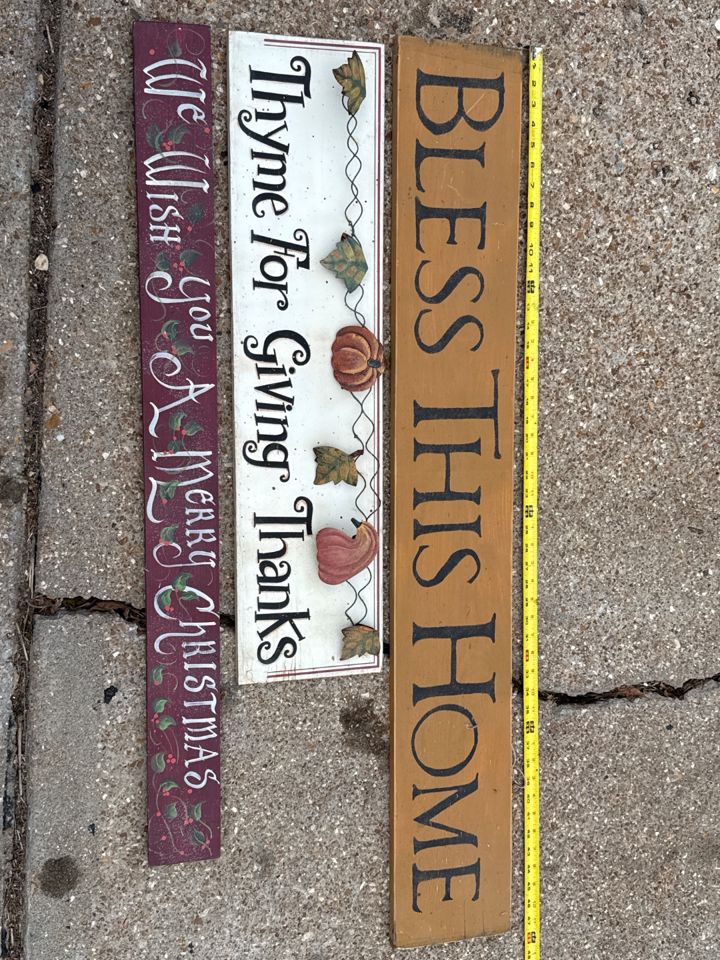 BLESS THIS HOME
Thyme for Giving Thanks
We Wish You A Merry Christmas